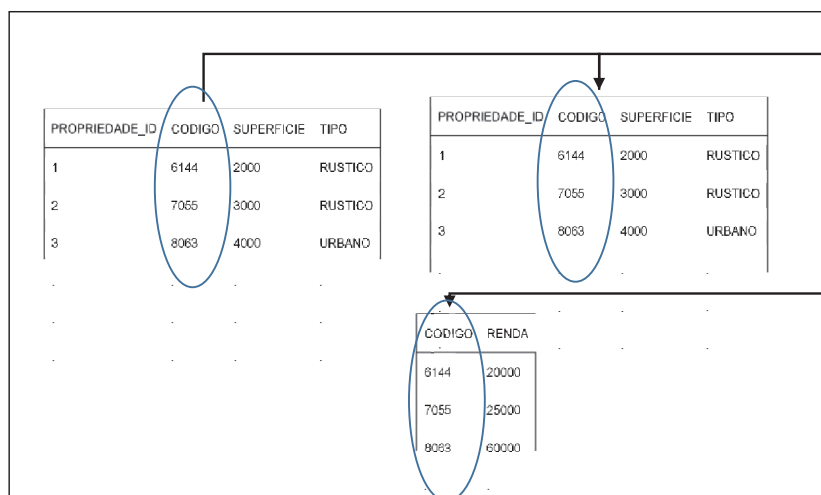 PROPRIEDADE_ID CODIGO SUPERFICIE TIPO
1 6144 2000 RUSTICO
2 7055 3000 RUSTICO
3 8063 4000 URBANO
. . . .
. . . .
. . . .
PROPRIEDADE_ID CODIGO SUPERFICIE TIPO
1 6144 2000 RUSTICO
2 7055 3000 RUSTICO
3 8063 4000 URBANO
. . . .
. . .
. . .
CODIGO RENDA
6144 20000
7055 25000
8063 60000
. .